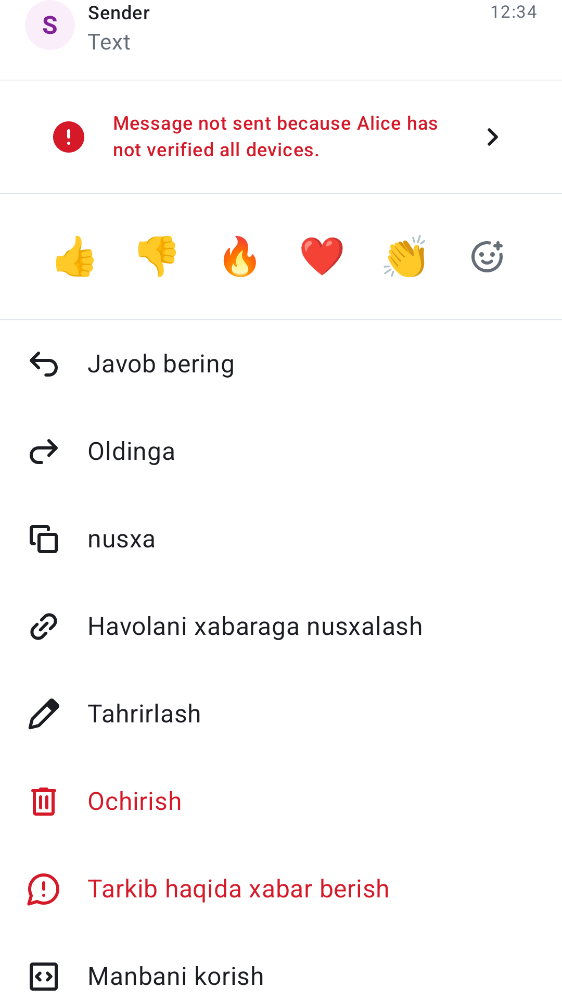 S
Sender
12:34
Text
Message not sent because Alice has
not verified all devices.
Javob bering
Oldinga
nusxa
Havolani xabaraga nusxalash
Tahrirlash
Ochirish
Tarkib haqida xabar berish
Manbani korish